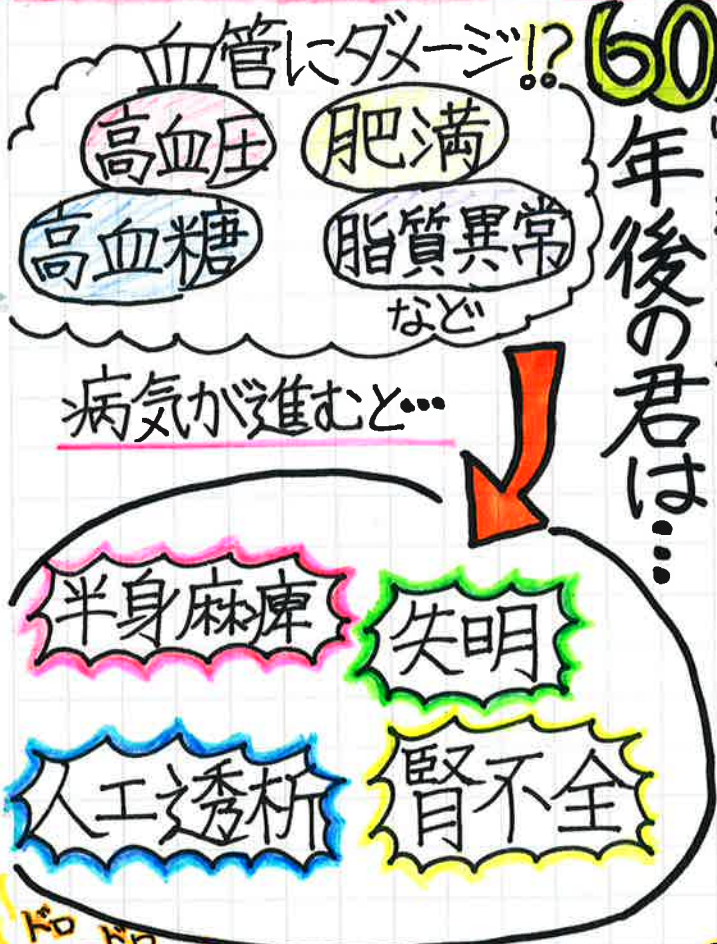 60年後の君は…
血管にダメージ!?
高血圧
肥満
高血糖
脂質異常
など
病気が進むと…
半身麻痺
失明
人工透析
腎不全
ドロ ドロ